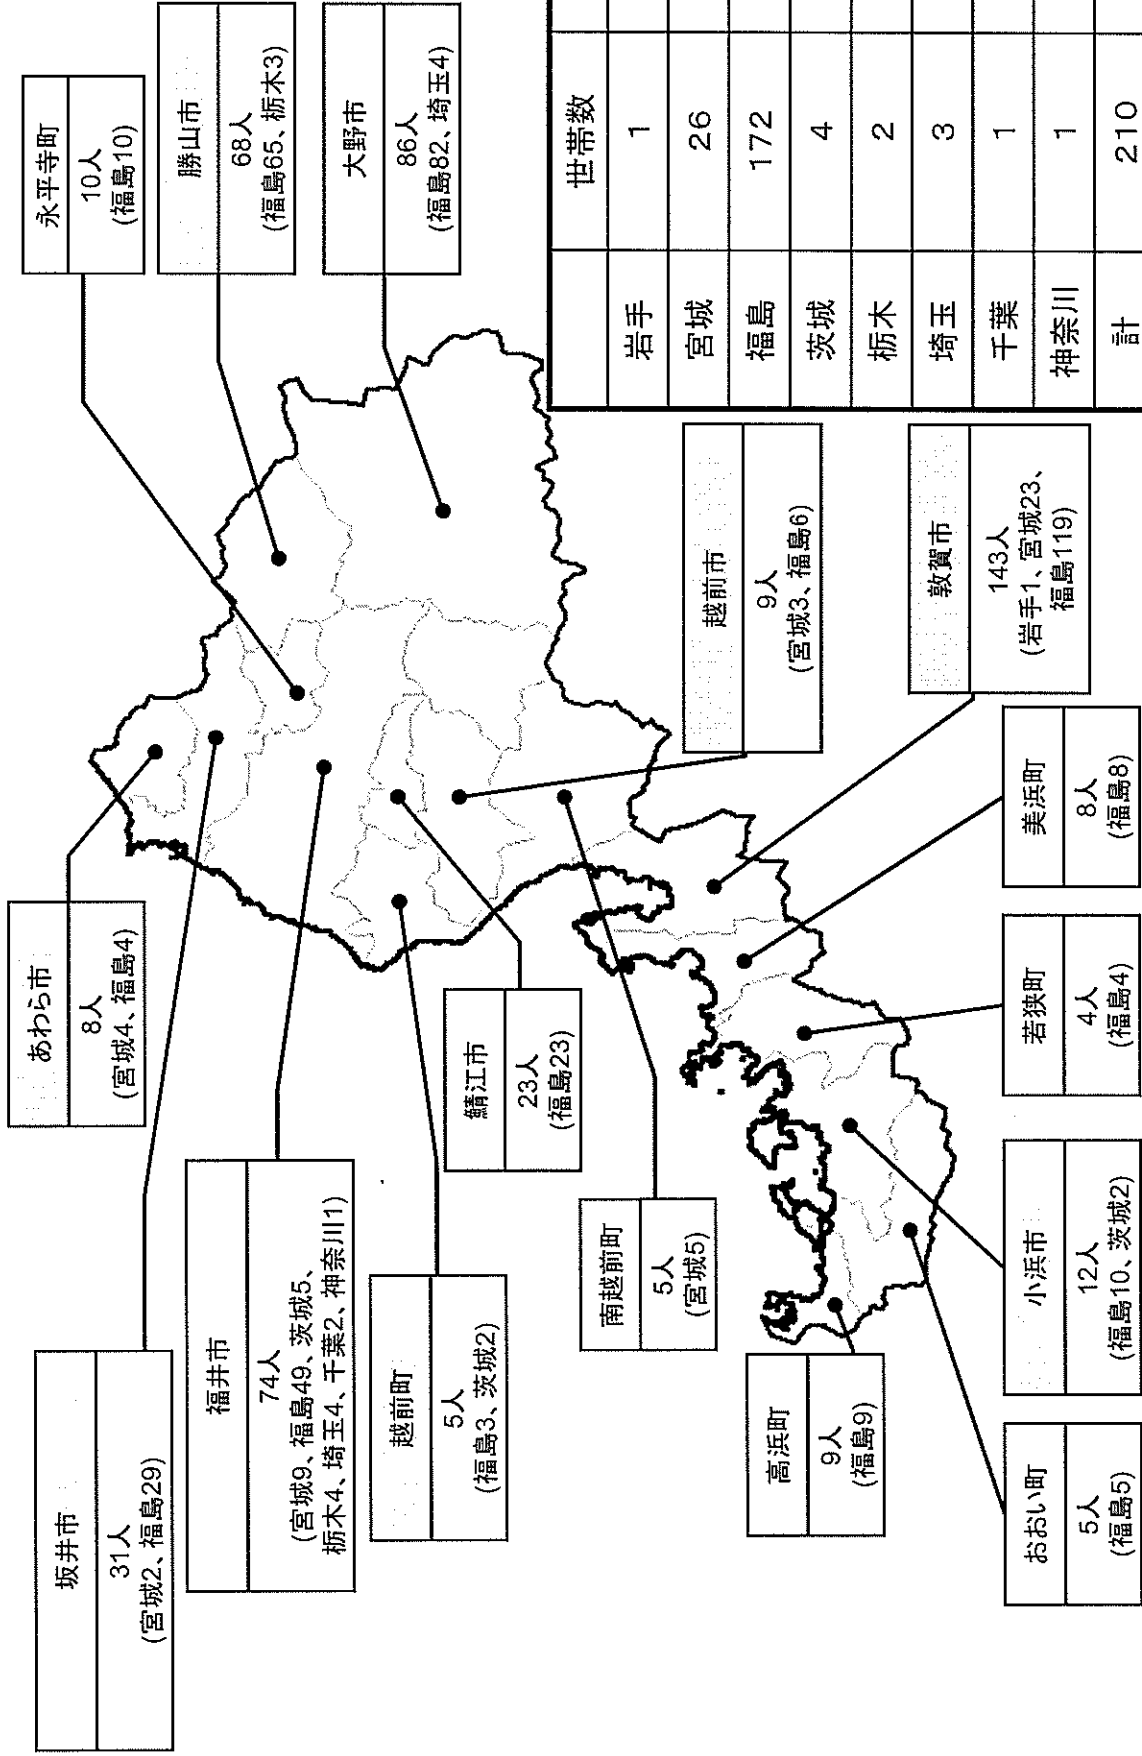 永平寺町
10人
(福島10)
勝山市
68人
(福島65、栃木3)
大野市
86人
(福島82、埼玉4)
あわら市
8人
(宮城4、福島4)
坂井市
31人
(宮城2、福島29)
福井市
74人
(宮城9、福島49、茨城5、
栃木4、埼玉4、千葉2、神奈川1)
越前町
5人
(福島3、茨城2)
鯖江市
23人
(福島23)
越前市
9人
(宮城3、福島6)
南越前町
5人
(宮城5)
敦賀市
143人
(岩手1、宮城23、
福島119)
美浜町
8人
(福島8)
若狭町
4人
(福島4)
小浜市
12人
(福島10、茨城2)
おおい町
5人
(福島5)
高浜町
9人
(福島9)
世帯数
岩手 1
宮城 26
福島 172
茨城 4
栃木 2
埼玉 3
千葉 1
神奈川 1
計 210